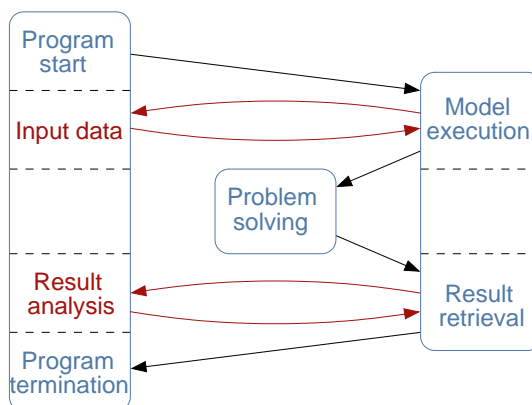 Program
start
Input data
Result
analysis
Program
termination
Problem
solving
Model
execution
Result
retrieval